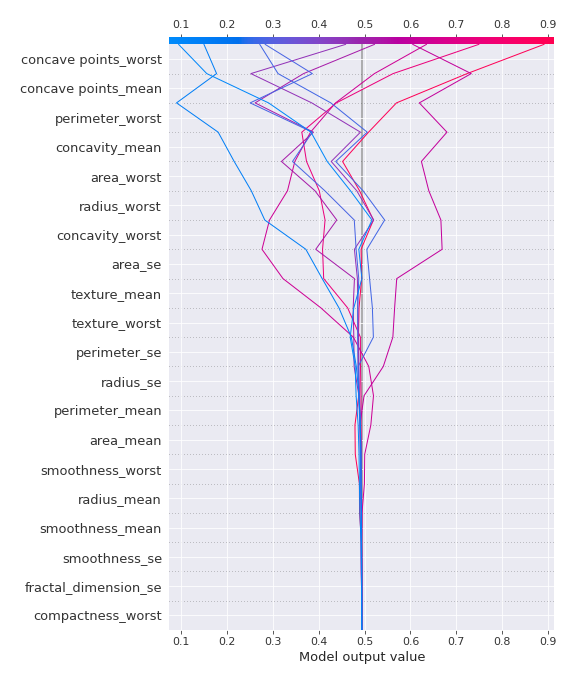 0.1 0.2 0.3 0.4 0.5 0.6 0.7 0.8 0.9
concave points_worst
concave points_mean
perimeter_worst
concavity_mean
area_worst
radius_worst
concavity_worst
area_se
texture_mean
texture_worst
perimeter_se
radius_se
perimeter_mean
area_mean
smoothness_worst
radius_mean
smoothness_mean
smoothness_se
fractal_dimension_se
compactness_worst
0.1 0.2 0.3 0.4 0.5 0.6 0.7 0.8 0.9
Model output value